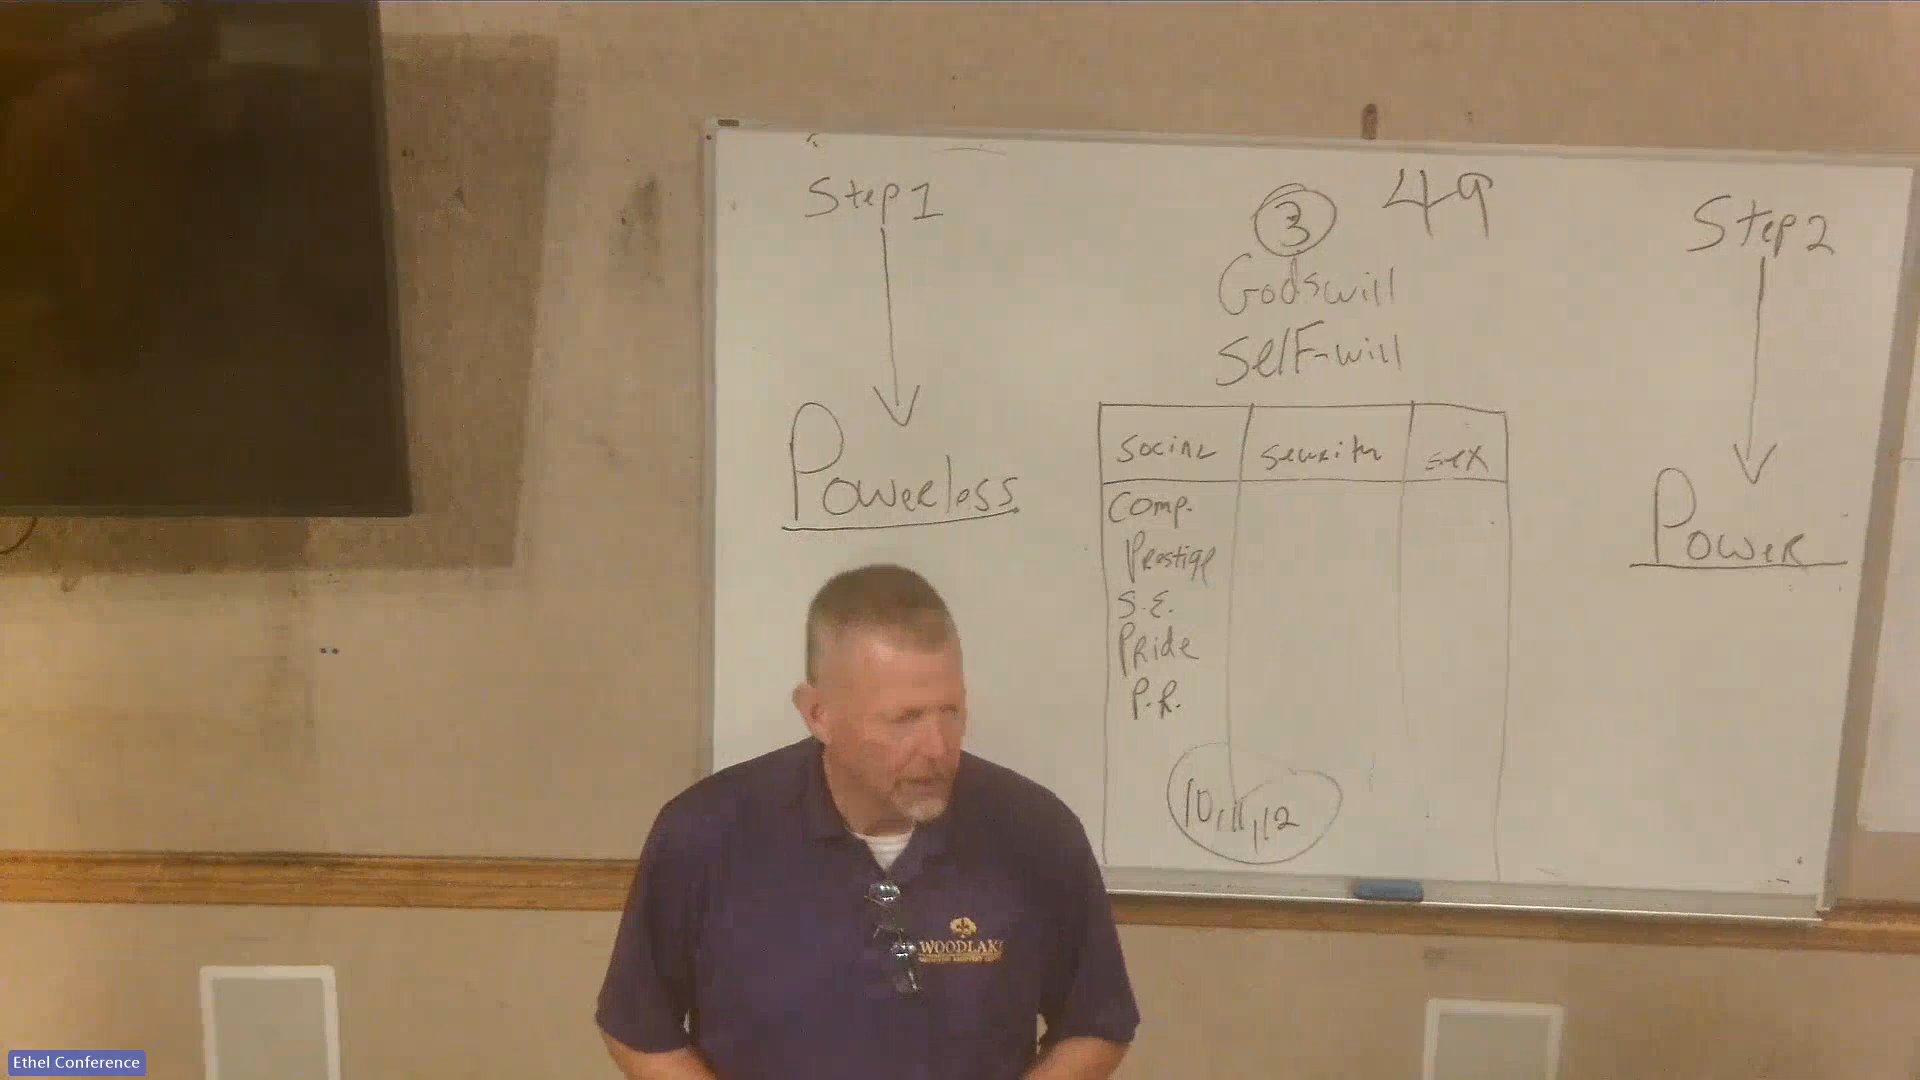 Step 1
Powerless
3 49
Godswill
Self-will
Social Security sex
Comp.
Prestige
S.E.
Pride
P.R.
10,11,12
Step 2
Power
WOODLAKE
Ethel Conference